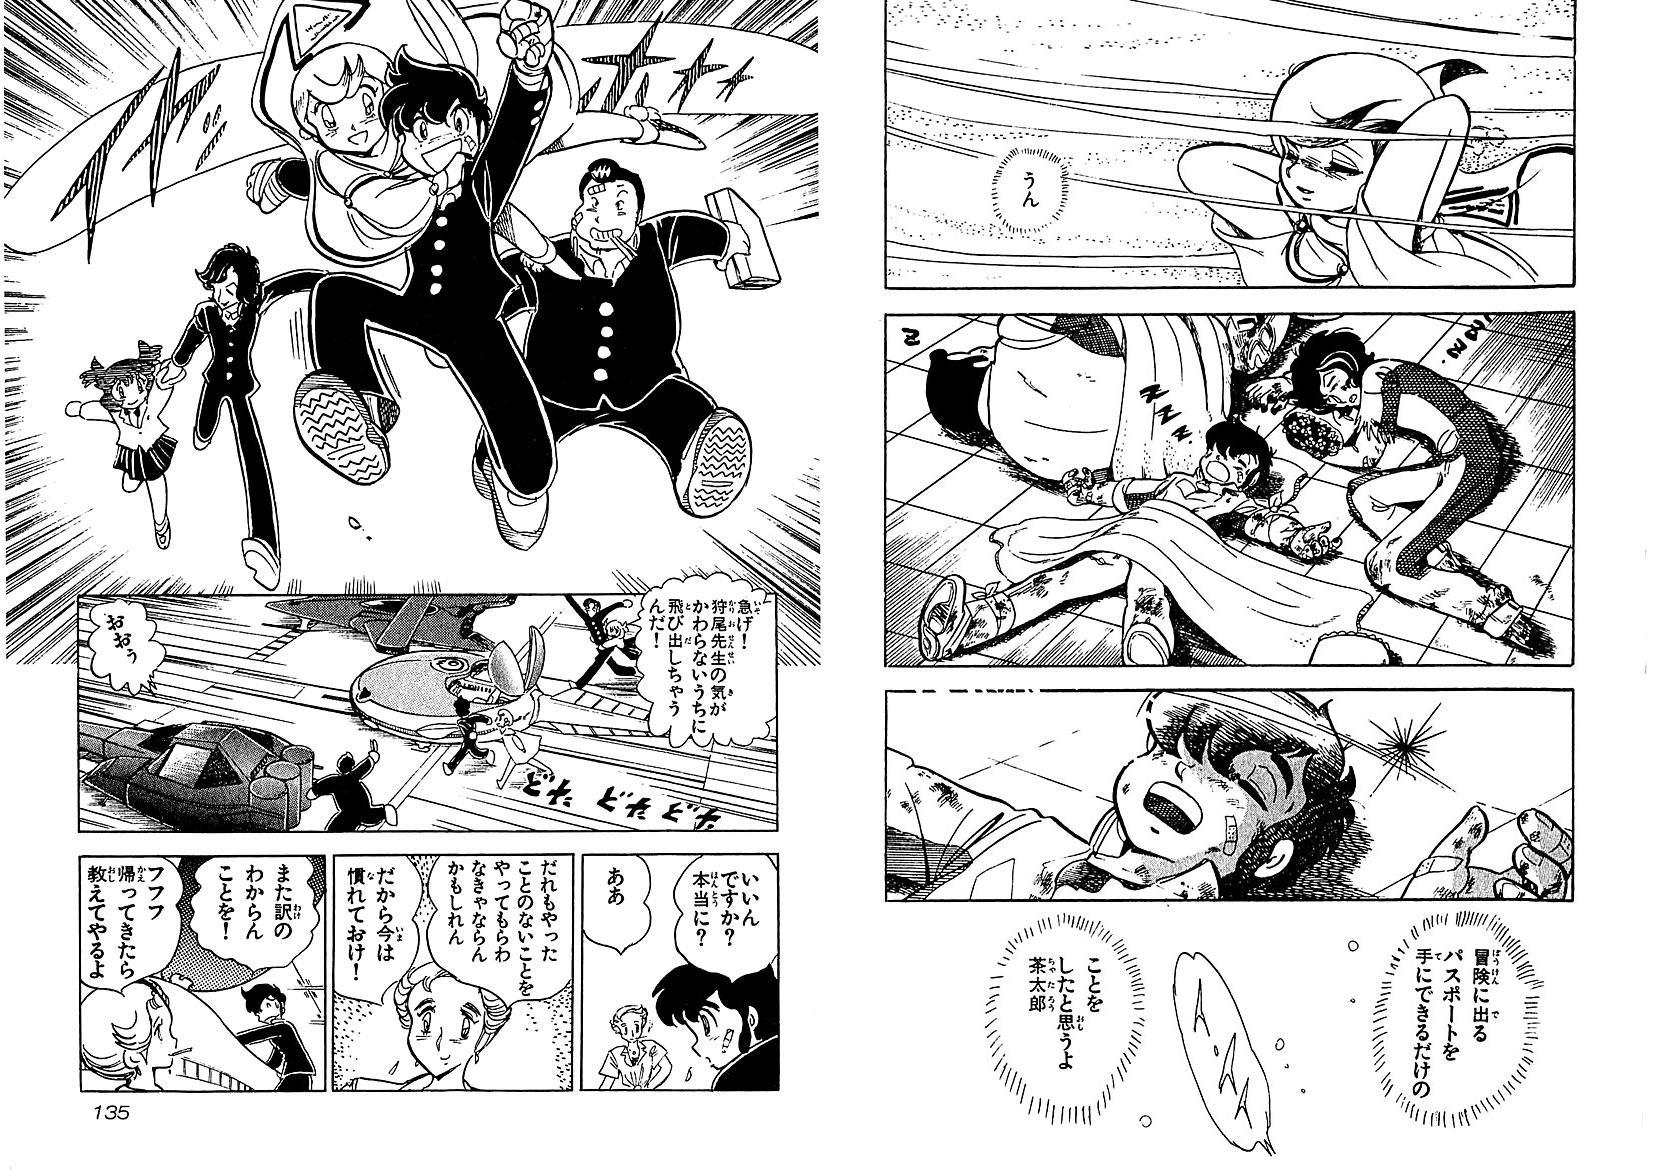 うん
Z
ZZZ
ZZZ
冒険に出る
パスポートを
手にできるだけの
ことを
したと思うよ
茶太郎
急げ！
狩尾先生の気が
かわらないうちに
飛び出しちゃう
んだ！
おおぅ
いいん
ですか？
本当に？
ああ
だれもやった
ことのないことを
やってもらわ
なきゃならん
かもしれん
だから今は
慣れておけ！
また訳の
わからん
ことを！
フフフ
帰ってきたら
教えてやるよ
135